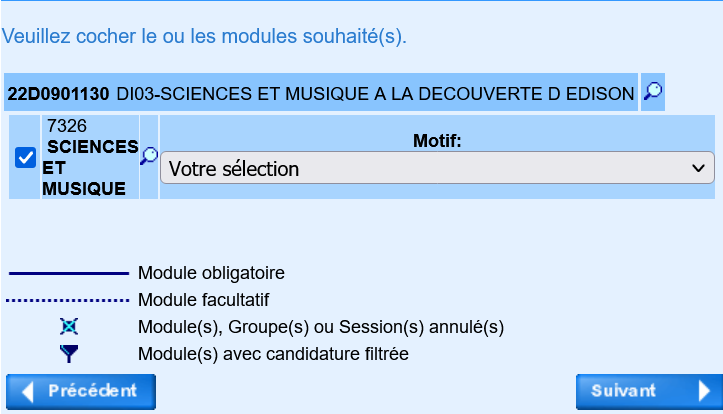 Veuillez cocher le ou les modules souhaité(s).
22D0901130 DI03-SCIENCES ET MUSIQUE A LA DECOUVERTE D EDISON
7326
SCIENCES
ET
MUSIQUE
Motif:
Votre sélection
Module obligatoire
Module facultatif
Module(s), Groupe(s) ou Session(s) annulé(s)
Module(s) avec candidature filtrée
Précédent
Suivant